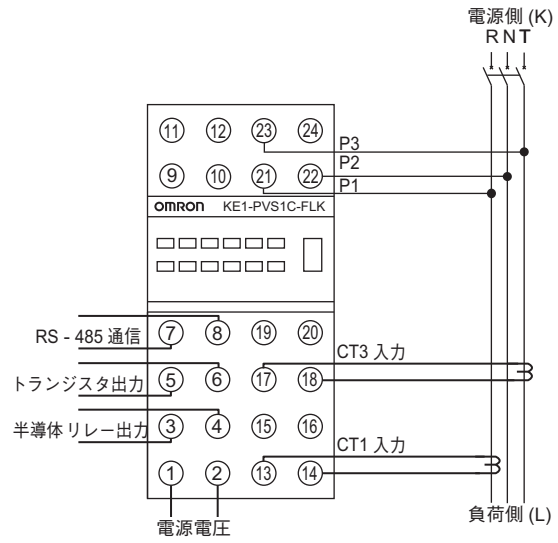 電源側 (K)
R N T
⑪ ⑫ ㉓ ㉔
P3
P2
⑨ ⑩ ㉑ ㉒
P1
OMRON KE1-PVS1C-FLK
RS - 485 通信
⑦ ⑧ ⑲ ⑳
CT3 入力
トランジスタ出力
⑤ ⑥ ⑰ ⑱
半導体リレー出力
③ ④ ⑮ ⑯
CT1 入力
① ② ⑬ ⑭
電源電圧
負荷側 (L)